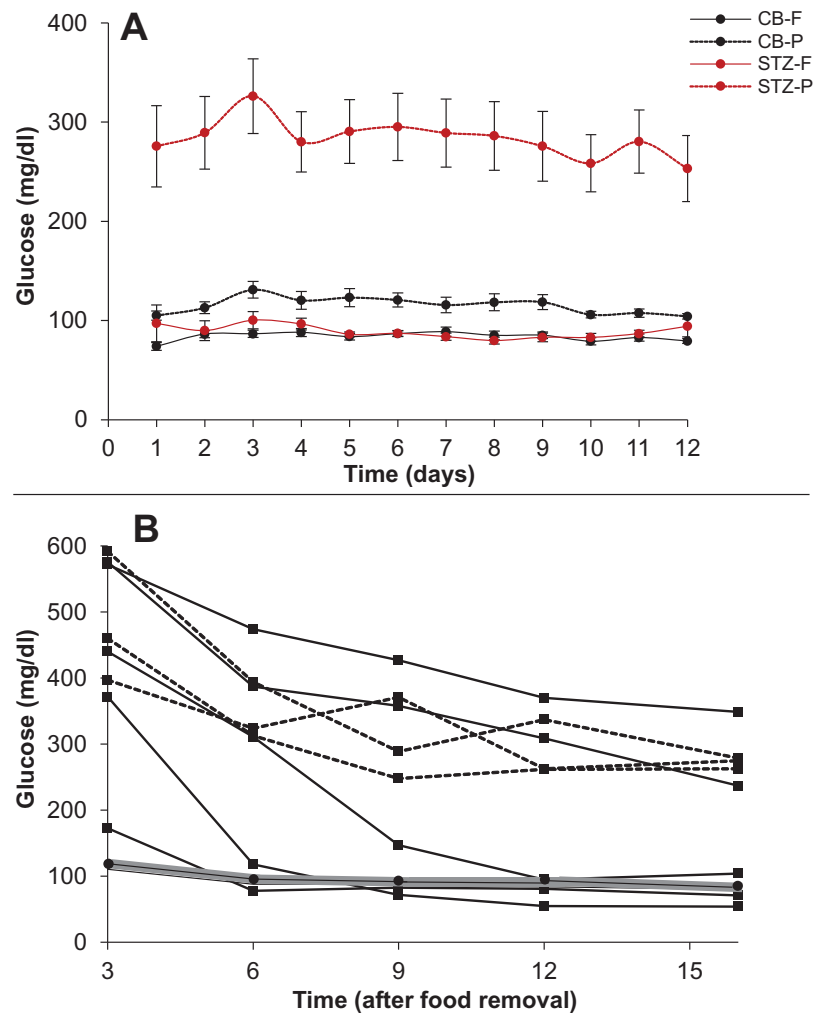 A
CB-F
CB-P
STZ-F
STZ-P
400
300
200
100
0
Glucose (mg/dl)
0 1 2 3 4 5 6 7 8 9 10 11 12
Time (days)
B
600
500
400
300
200
100
0
Glucose (mg/dl)
3 6 9 12 15
Time (after food removal)